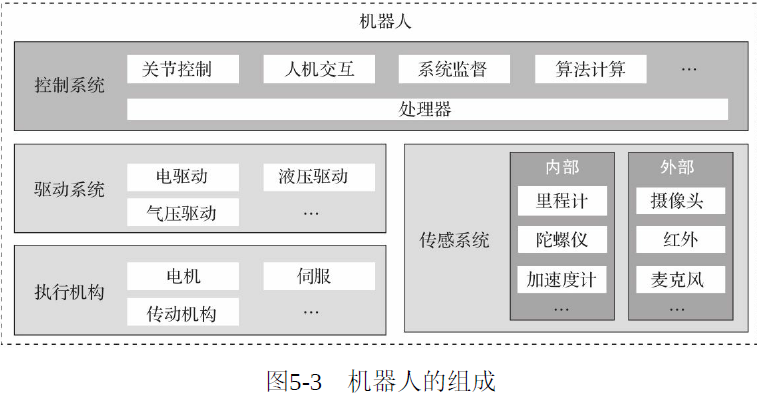 机器人
控制系统
关节控制 人机交互 系统监督 算法计算 …
处理器
驱动系统
电驱动 液压驱动
气压驱动 …
执行机构
电机 伺服
传动机构 …
传感系统
内部
里程计
陀螺仪
加速度计
…
外部
摄像头
红外
麦克风
…
图5-3 机器人的组成